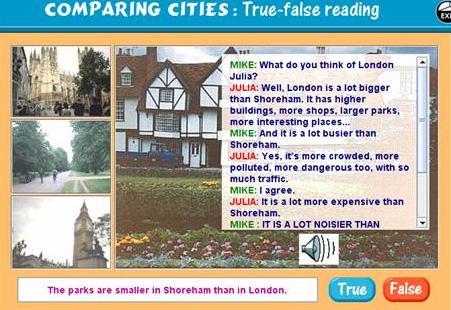 COMPARING CITIES : True-false reading
EX
MIKE: What do you think of London
Julia?
JULIA: Well, London is a lot bigger
than Shoreham. It has higher
buildings, more shops, larger parks,
more interesting places...
MIKE: And it is a lot busier than
Shoreham.
JULIA: Yes, it's more crowded, more
polluted, more dangerous too, with so
much traffic.
MIKE: I agree.
JULIA: It is a lot more expensive than
Shoreham.
MIKE : IT IS A LOT NOISIER THAN
The parks are smaller in Shoreham than in London.
True
False